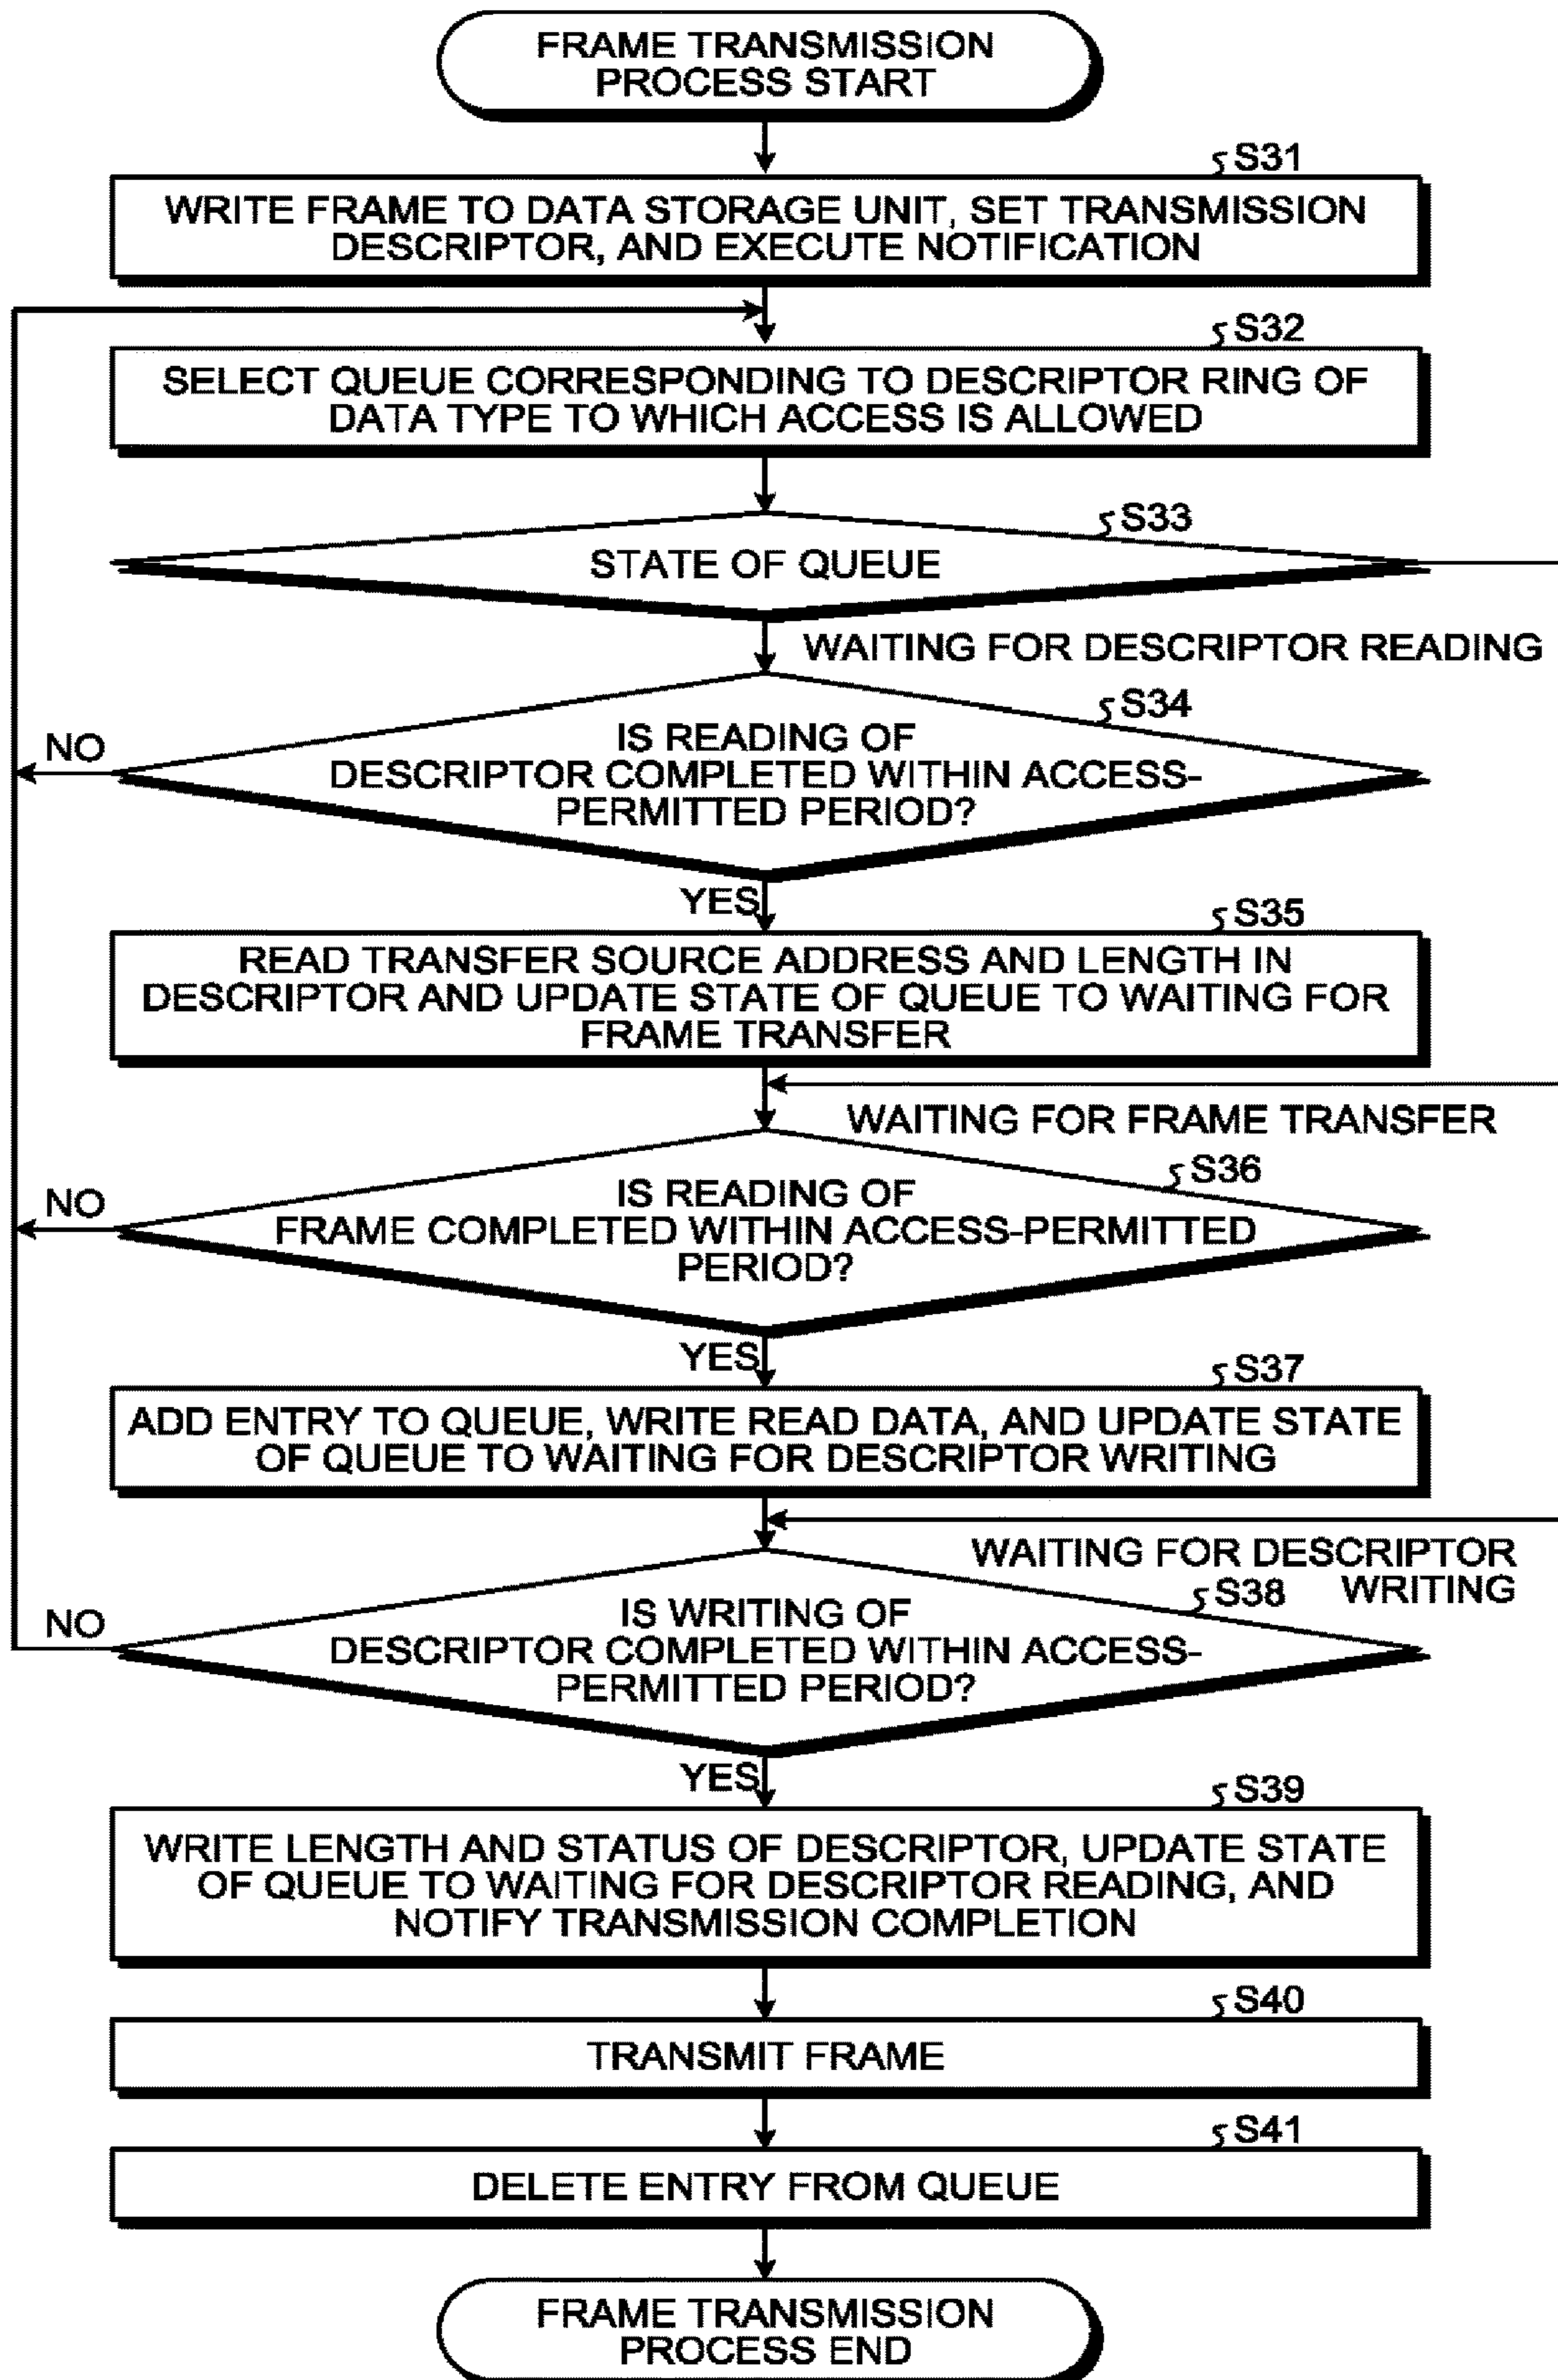 FRAME TRANSMISSION
PROCESS START
S31
WRITE FRAME TO DATA STORAGE UNIT, SET TRANSMISSION
DESCRIPTOR, AND EXECUTE NOTIFICATION
S32
SELECT QUEUE CORRESPONDING TO DESCRIPTOR RING OF
DATA TYPE TO WHICH ACCESS IS ALLOWED
S33
STATE OF QUEUE
WAITING FOR DESCRIPTOR READING
S34
IS READING OF
DESCRIPTOR COMPLETED WITHIN ACCESS-
PERMITTED PERIOD?
NO
YES
S35
READ TRANSFER SOURCE ADDRESS AND LENGTH IN
DESCRIPTOR AND UPDATE STATE OF QUEUE TO WAITING FOR
FRAME TRANSFER
WAITING FOR FRAME TRANSFER
S36
IS READING OF
FRAME COMPLETED WITHIN ACCESS-PERMITTED
PERIOD?
NO
YES
S37
ADD ENTRY TO QUEUE, WRITE READ DATA, AND UPDATE STATE
OF QUEUE TO WAITING FOR DESCRIPTOR WRITING
WAITING FOR DESCRIPTOR
WRITING
S38
IS WRITING OF
DESCRIPTOR COMPLETED WITHIN ACCESS-
PERMITTED PERIOD?
NO
YES
S39
WRITE LENGTH AND STATUS OF DESCRIPTOR, UPDATE STATE
OF QUEUE TO WAITING FOR DESCRIPTOR READING, AND
NOTIFY TRANSMISSION COMPLETION
S40
TRANSMIT FRAME
S41
DELETE ENTRY FROM QUEUE
FRAME TRANSMISSION
PROCESS END